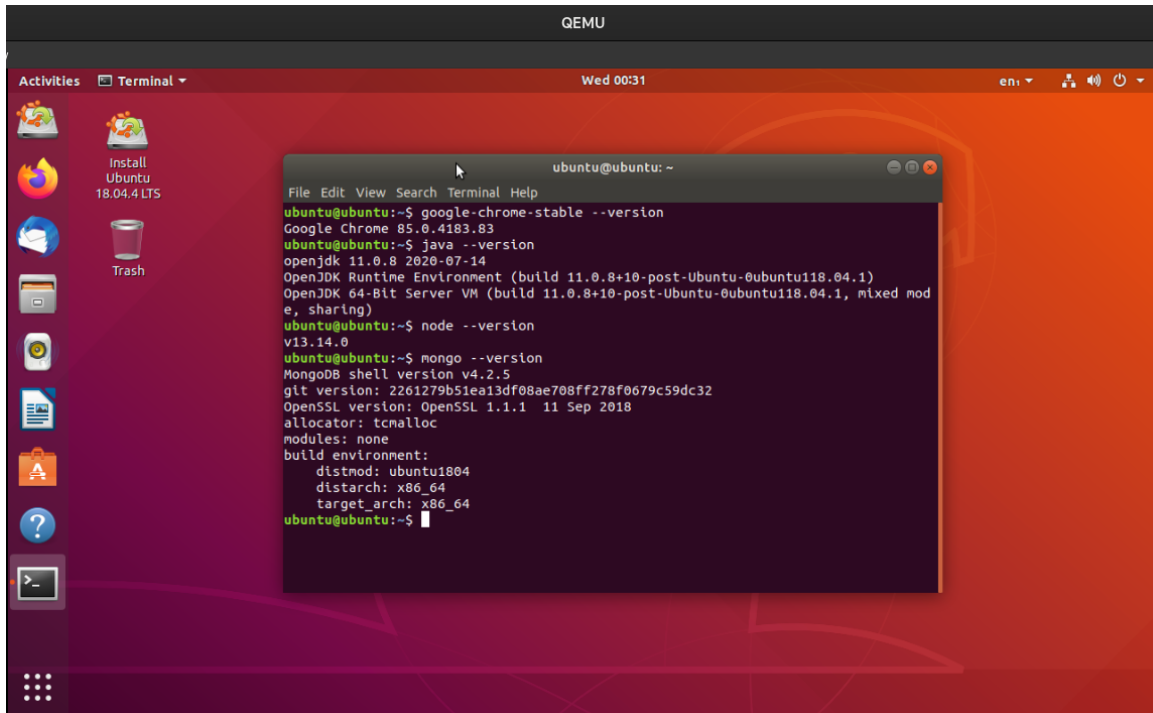 QEMU
Activities Terminal Wed 00:31 en₁
Install
Ubuntu
18.04.4 LTS
Trash
ubuntu@ubuntu: ~
File Edit View Search Terminal Help
ubuntu@ubuntu:~$ google-chrome-stable --version
Google Chrome 85.0.4183.83
ubuntu@ubuntu:~$ java --version
openjdk 11.0.8 2020-07-14
OpenJDK Runtime Environment (build 11.0.8+10-post-Ubuntu-0ubuntu118.04.1)
OpenJDK 64-Bit Server VM (build 11.0.8+10-post-Ubuntu-0ubuntu118.04.1, mixed mod
e, sharing)
ubuntu@ubuntu:~$ node --version
v13.14.0
ubuntu@ubuntu:~$ mongo --version
MongoDB shell version v4.2.5
git version: 2261279b51ea13df08ae708ff278f0679c59dc32
OpenSSL version: OpenSSL 1.1.1  11 Sep 2018
allocator: tcmalloc
modules: none
build environment:
    distmod: ubuntu1804
    distarch: x86_64
    target_arch: x86_64
ubuntu@ubuntu:~$